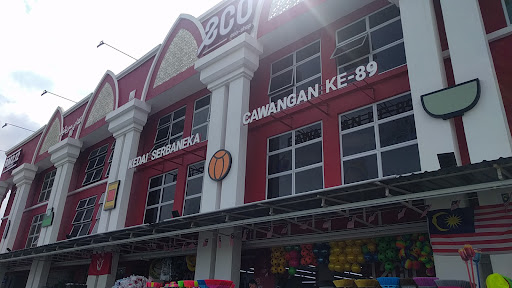 eco
CAWANGAN KE-89
KEDAI SERBANEKA